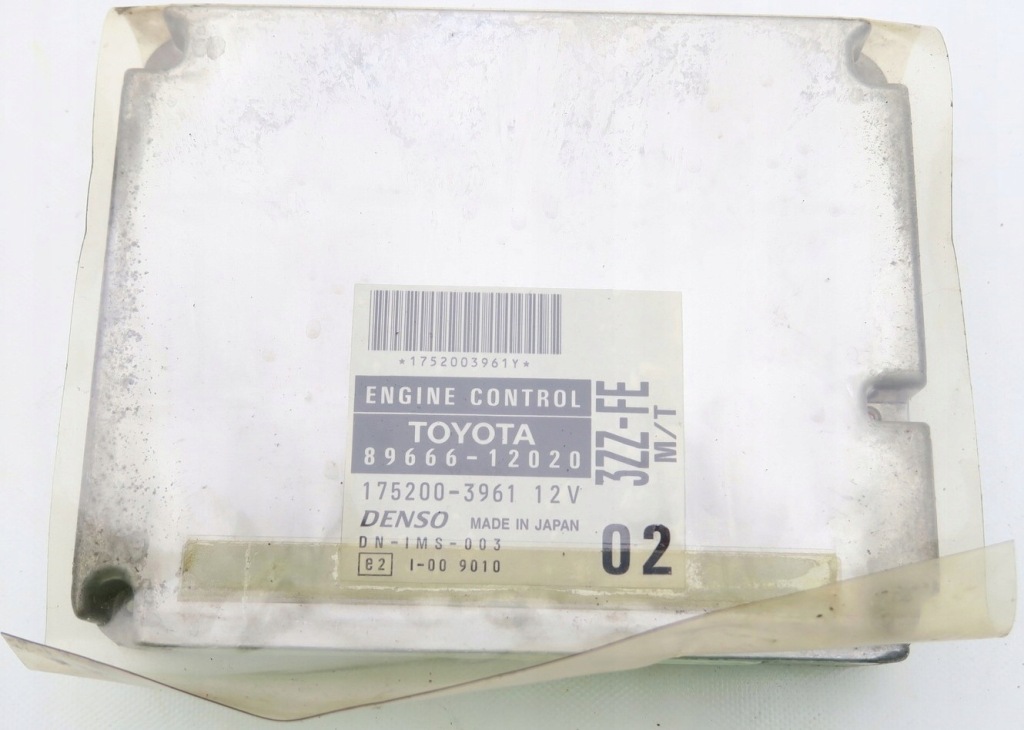 *1752003961Y*
ENGINE CONTROL
TOYOTA
89666-12020
3ZZ-FE
M/T
175200-3961 12V
DENSO MADE IN JAPAN
DN-IMS-003
02
e2 I-00 9010